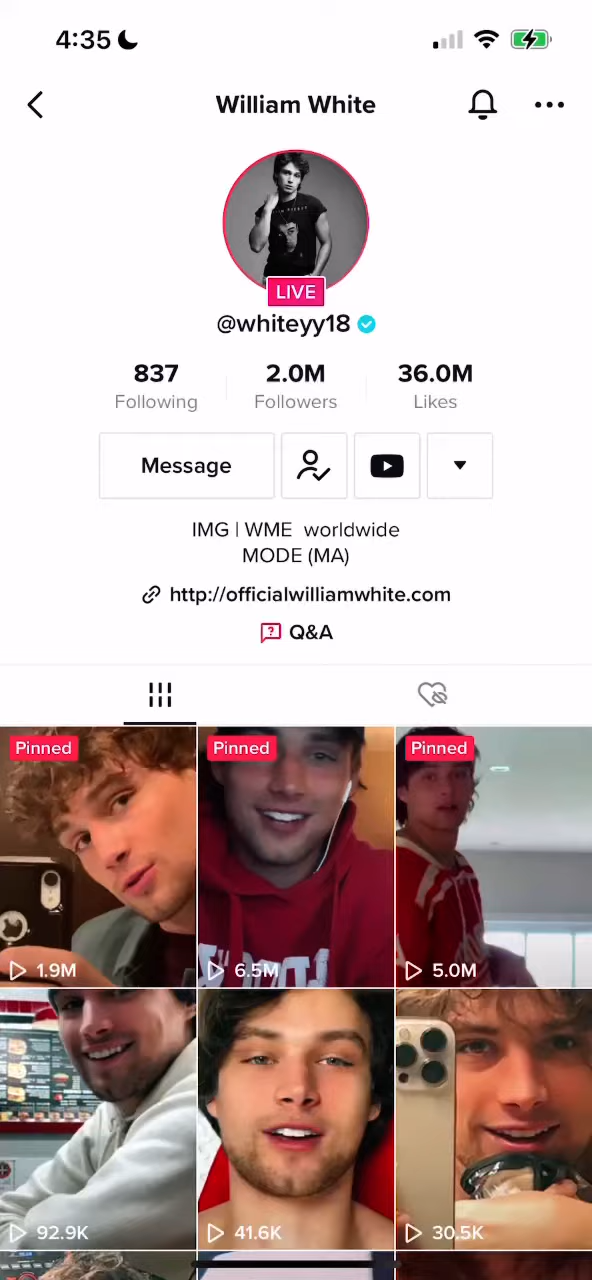 4:35
William White
LIVE
@whiteyy18
837
Following
2.0M
Followers
36.0M
Likes
Message
IMG | WME worldwide
MODE (MA)
http://officialwilliamwhite.com
Q&A
Pinned
Pinned
Pinned
1.9M
6.5M
5.0M
92.9K
41.6K
30.5K